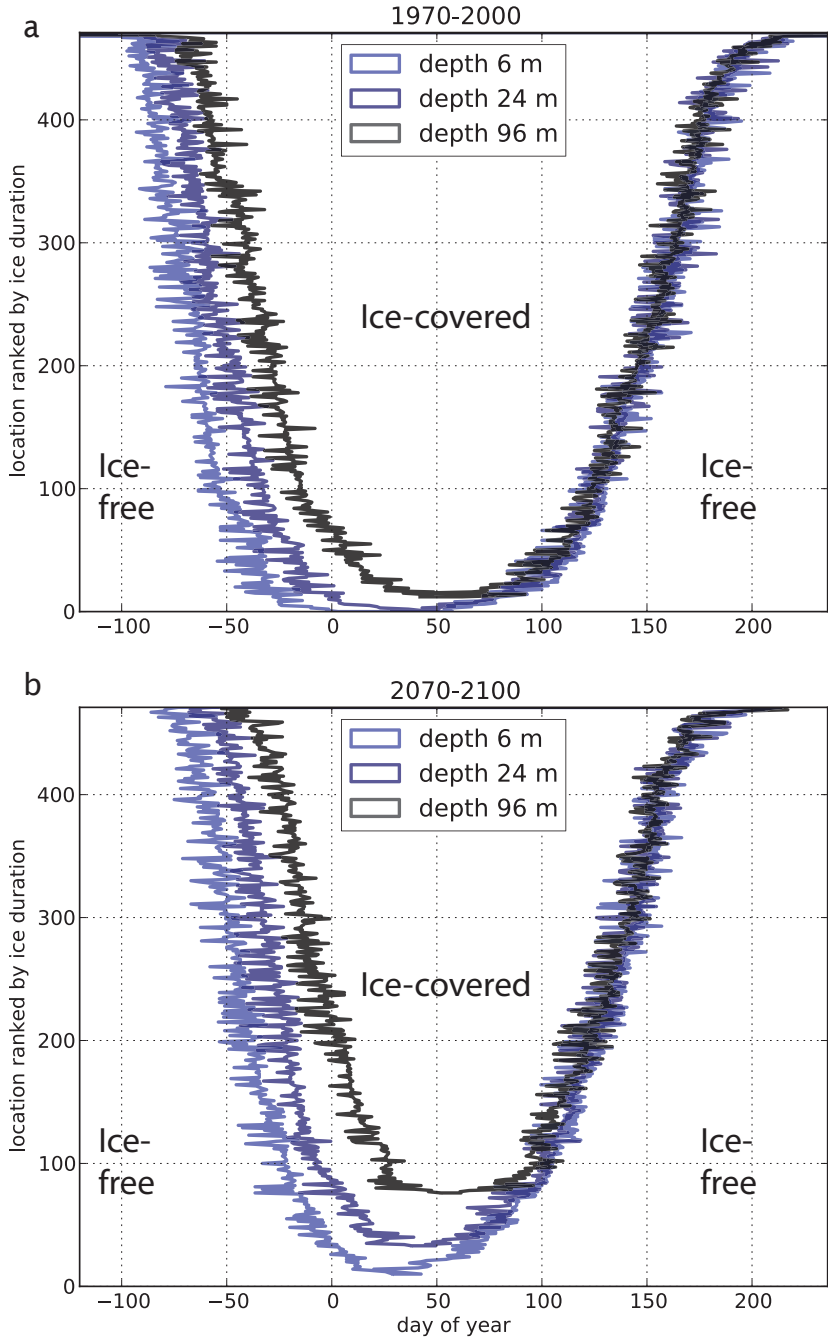 a
1970-2000
depth 6 m
depth 24 m
depth 96 m
400
300
200
100
0
location ranked by ice duration
Ice-covered
Ice-
free
Ice-
free
−100
−50
0
50
100
150
200
b
2070-2100
depth 6 m
depth 24 m
depth 96 m
400
300
200
100
0
location ranked by ice duration
Ice-covered
Ice-
free
Ice-
free
−100
−50
0
50
100
150
200
day of year